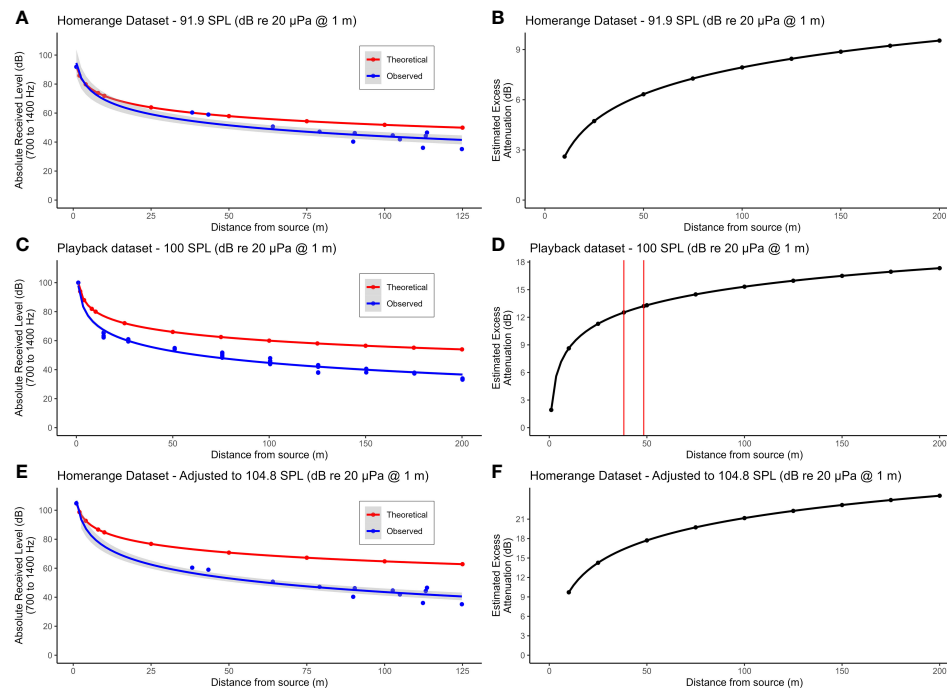 A
Homerange Dataset - 91.9 SPL (dB re 20 µPa @ 1 m)
Absolute Received Level (dB)
(700 to 1400 Hz)
100
80
60
40
20
0
Theoretical
Observed
0
25
50
75
100
125
Distance from source (m)
B
Homerange Dataset - 91.9 SPL (dB re 20 µPa @ 1 m)
Estimated Excess
Attenuation (dB)
9
6
3
0
0
50
100
150
200
Distance from source (m)
C
Playback dataset - 100 SPL (dB re 20 µPa @ 1 m)
Absolute Received Level (dB)
(700 to 1400 Hz)
100
80
60
40
20
0
Theoretical
Observed
0
50
100
150
200
Distance from source (m)
D
Playback dataset - 100 SPL (dB re 20 µPa @ 1 m)
Estimated Excess
Attenuation (dB)
18
15
12
9
6
3
0
0
50
100
150
200
Distance from source (m)
E
Homerange Dataset - Adjusted to 104.8 SPL (dB re 20 µPa @ 1 m)
Absolute Received Level (dB)
(700 to 1400 Hz)
100
80
60
40
20
0
Theoretical
Observed
0
25
50
75
100
125
Distance from source (m)
F
Homerange Dataset - Adjusted to 104.8 SPL (dB re 20 µPa @ 1 m)
Estimated Excess
Attenuation (dB)
21
18
15
12
9
6
3
0
0
50
100
150
200
Distance from source (m)